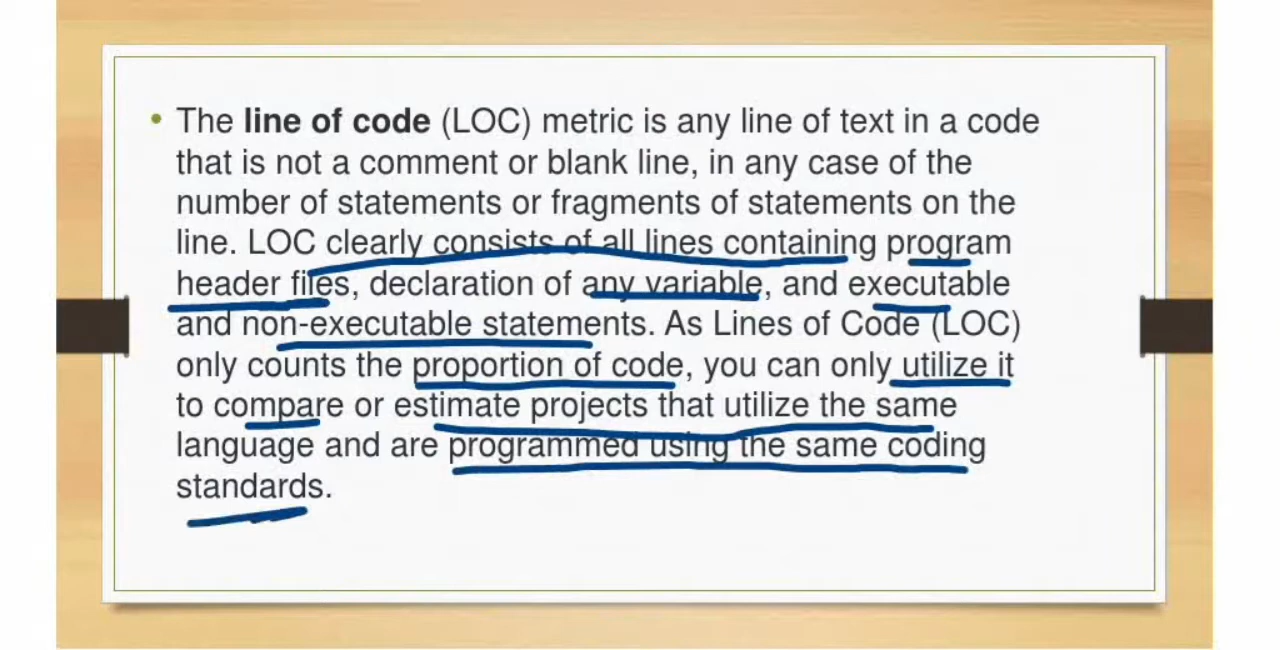 • The line of code (LOC) metric is any line of text in a code
that is not a comment or blank line, in any case of the
number of statements or fragments of statements on the
line. LOC clearly consists of all lines containing program
header files, declaration of any variable, and executable
and non-executable statements. As Lines of Code (LOC)
only counts the proportion of code, you can only utilize it
to compare or estimate projects that utilize the same
language and are programmed using the same coding
standards.